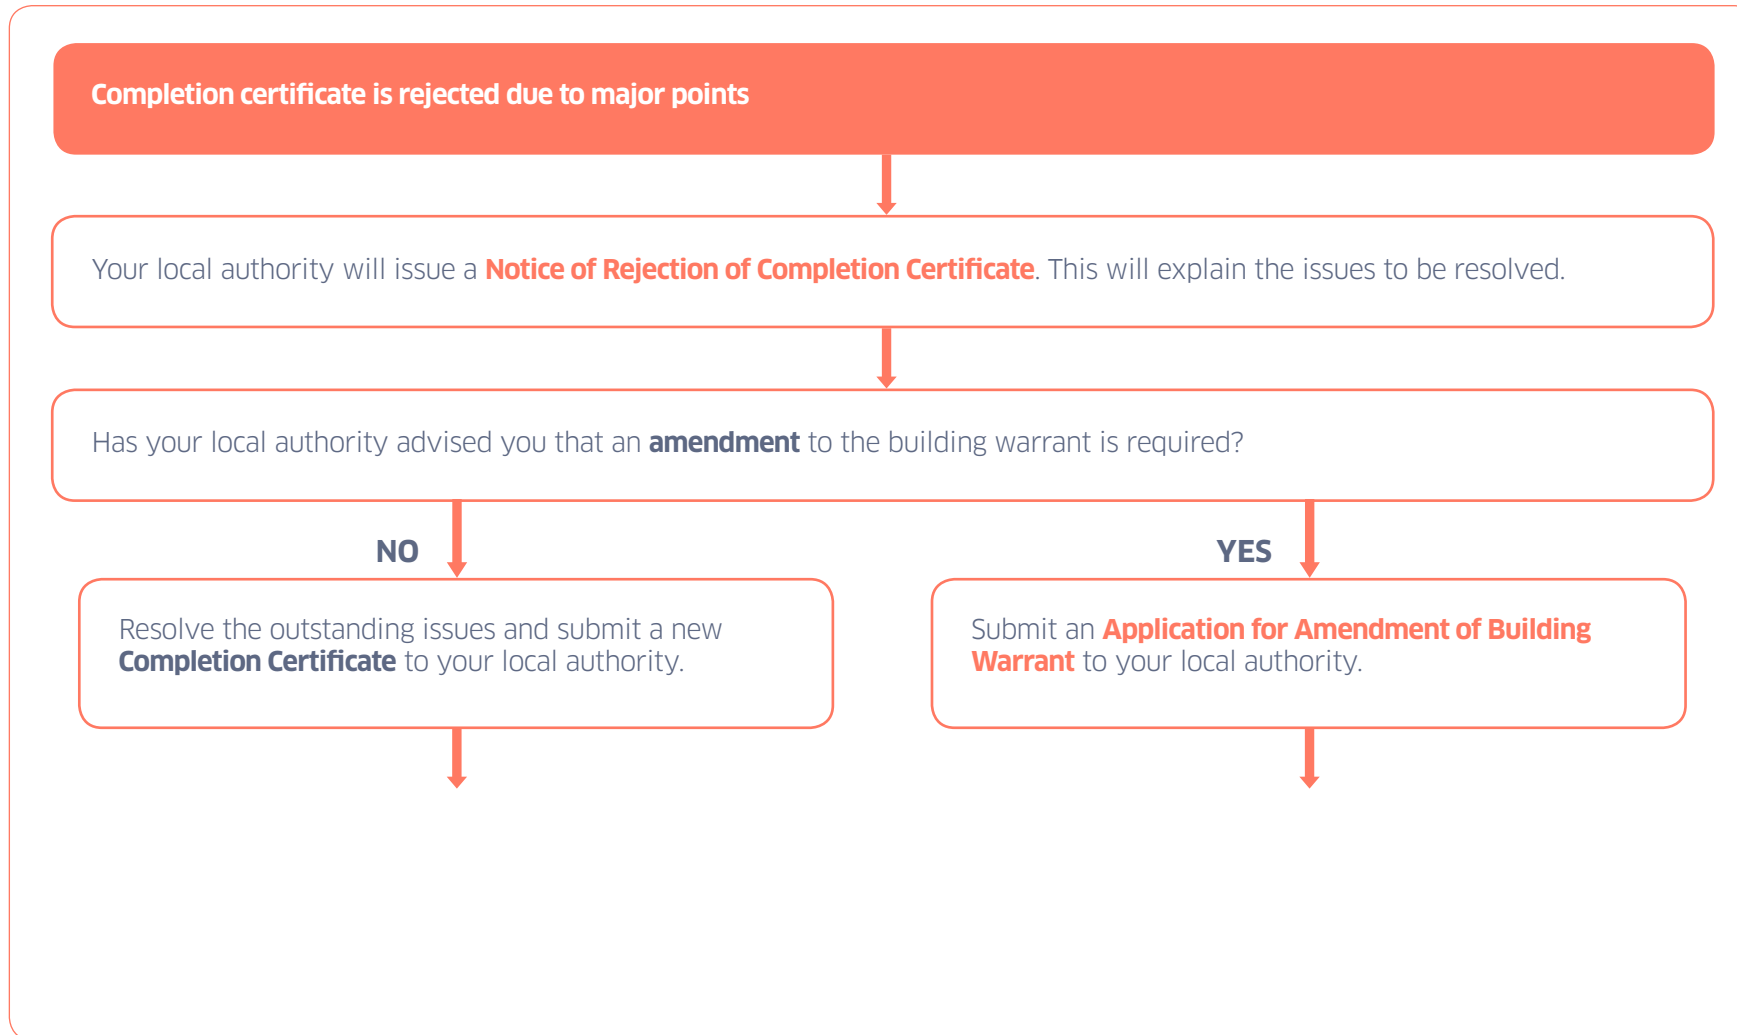 Completion certificate is rejected due to major points
Your local authority will issue a Notice of Rejection of Completion Certificate. This will explain the issues to be resolved.
Has your local authority advised you that an amendment to the building warrant is required?
NO
YES
Resolve the outstanding issues and submit a new
Completion Certificate to your local authority.
Submit an Application for Amendment of Building
Warrant to your local authority.